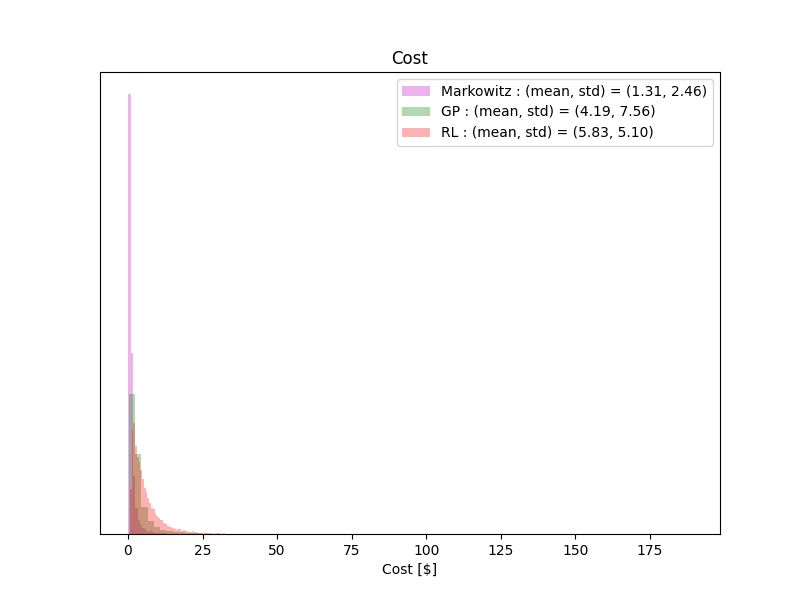 Cost
Markowitz : (mean, std) = (1.31, 2.46)
GP : (mean, std) = (4.19, 7.56)
RL : (mean, std) = (5.83, 5.10)
0 25 50 75 100 125 150 175
Cost [$]